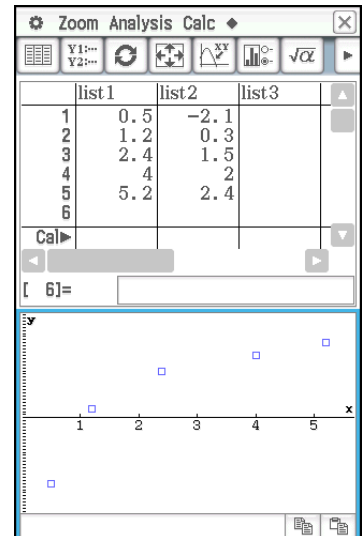 Zoom Analysis Calc ◆
Y1:··· XY √α
Y2:···
list1 list2 list3
1 0.5 -2.1
2 1.2 0.3
3 2.4 1.5
4 4 2
5 5.2 2.4
6
Cal▶
[ 6]=
y
x
1 2 3 4 5